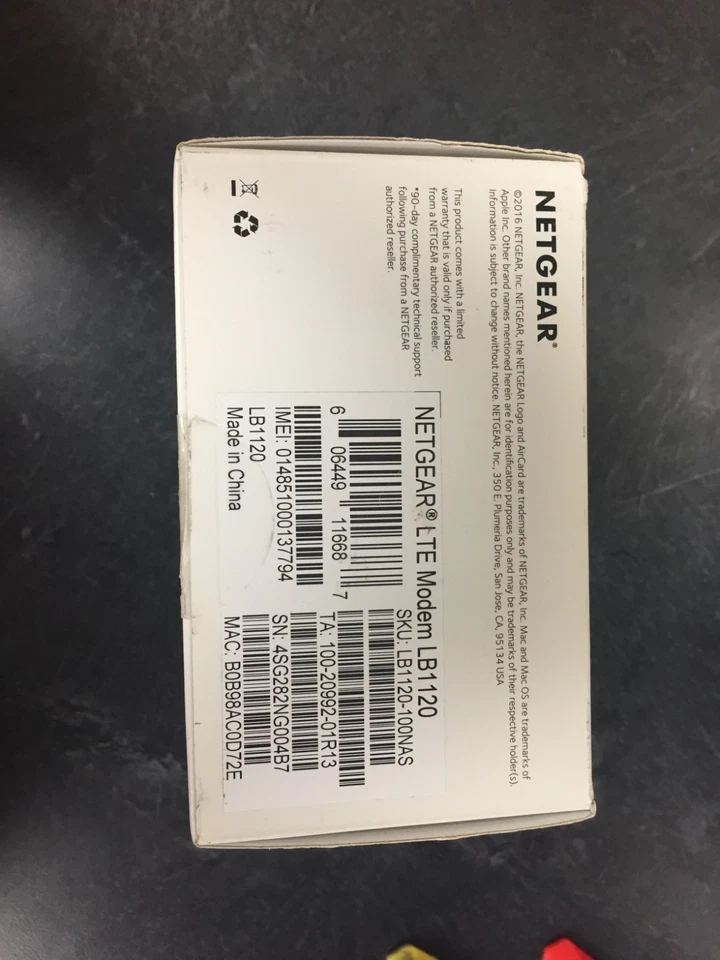 NETGEAR®
©2016 NETGEAR, Inc. NETGEAR, the NETGEAR Logo and AirCard are trademarks of NETGEAR, Inc. Mac and Mac OS are trademarks of
Apple Inc. Other brand names mentioned herein are for identification purposes only and may be trademarks of their respective holder(s).
Information is subject to change without notice. NETGEAR, Inc., 350 E. Plumeria Drive, San Jose, CA, 95134 USA
This product comes with a limited
warranty that is valid only if purchased
from a NETGEAR authorized reseller.
*90-day complimentary technical support
following purchase from a NETGEAR
authorized reseller.
NETGEAR® LTE Modem LB1120
SKU: LB1120-100NAS
6 06449 11668 7
TA: 100-20992-01R13
IMEI: 014851000137794
SN: 4SG282NG004B7
LB1120
Made in China
MAC: B0B98AC0D72E